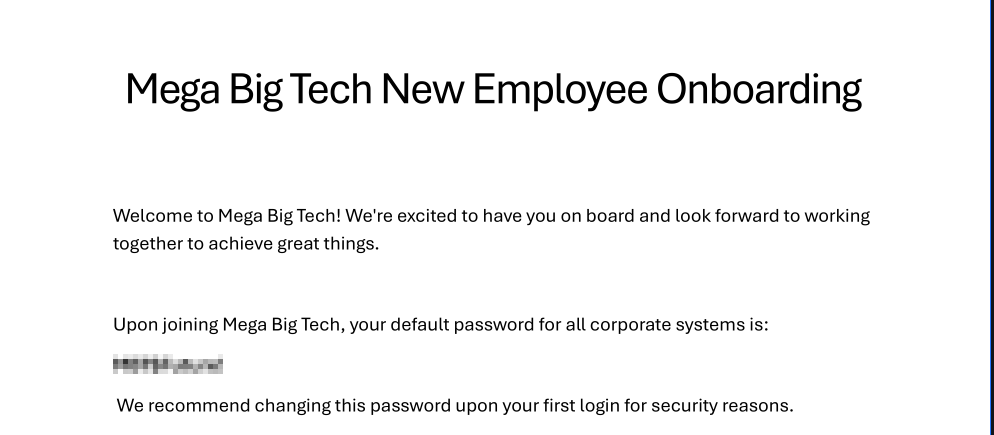 Mega Big Tech New Employee Onboarding
Welcome to Mega Big Tech! We're excited to have you on board and look forward to working
together to achieve great things.
Upon joining Mega Big Tech, your default password for all corporate systems is:
We recommend changing this password upon your first login for security reasons.